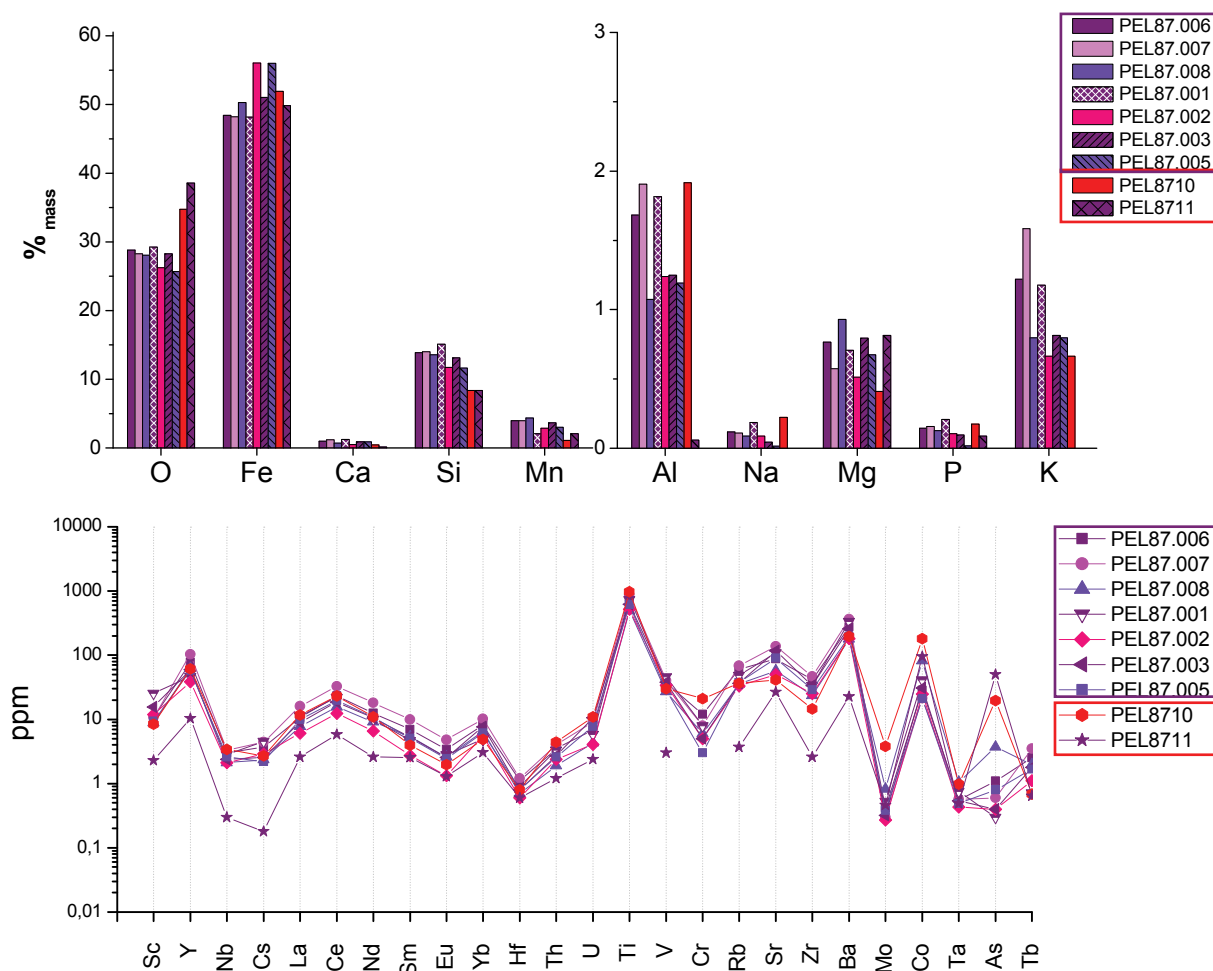 60
50
40
30
20
10
0
% mass
O Fe Ca Si Mn
3
2
1
0
Al Na Mg P K
PEL87.006
PEL87.007
PEL87.008
PEL87.001
PEL87.002
PEL87.003
PEL87.005
PEL8710
PEL8711
10000
1000
100
10
1
0,1
0,01
ppm
Sc Y Nb Cs La Ce Nd Sm Eu Yb Hf Th U Ti V Cr Rb Sr Zr Ba Mo Co Ta As Tb
PEL87.006
PEL87.007
PEL87.008
PEL87.001
PEL87.002
PEL87.003
PEL87.005
PEL8710
PEL8711